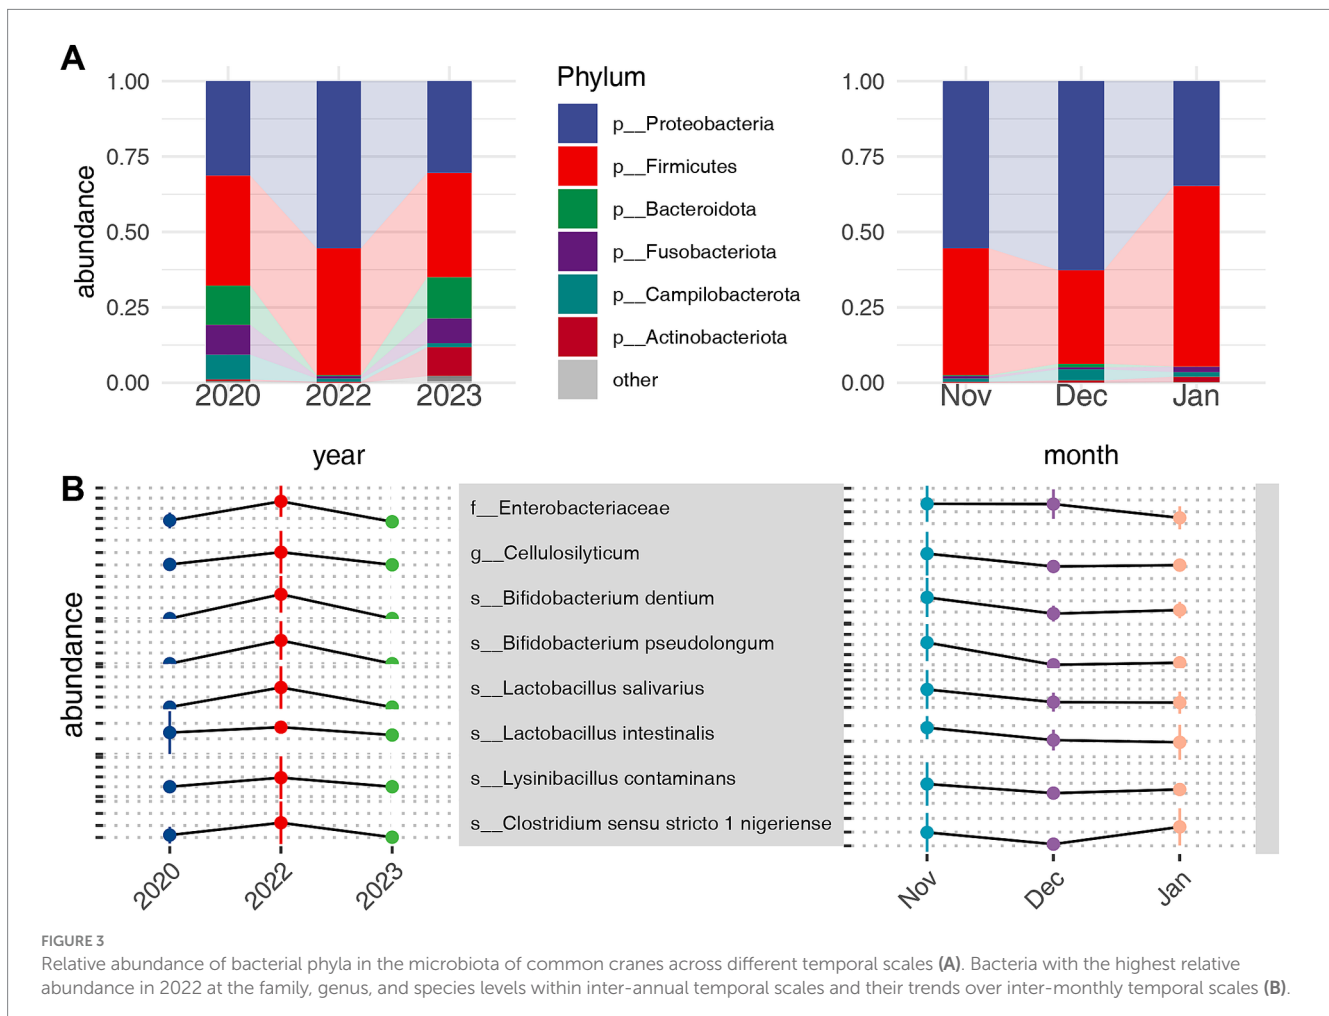 A
1.00
0.75
0.50
0.25
0.00
abundance
2020
2022
2023
year
Phylum
p__Proteobacteria
p__Firmicutes
p__Bacteroidota
p__Fusobacteriota
p__Campilobacterota
p__Actinobacteriota
other
1.00
0.75
0.50
0.25
0.00
Nov
Dec
Jan
month
B
abundance
f__Enterobacteriaceae
g__Cellulosilyticum
s__Bifidobacterium dentium
s__Bifidobacterium pseudolongum
s__Lactobacillus salivarius
s__Lactobacillus intestinalis
s__Lysinibacillus contaminans
s__Clostridium sensu stricto 1 nigeriense
2020
2022
2023
Nov
Dec
Jan
FIGURE 3
Relative abundance of bacterial phyla in the microbiota of common cranes across different temporal scales (A). Bacteria with the highest relative
abundance in 2022 at the family, genus, and species levels within inter-annual temporal scales and their trends over inter-monthly temporal scales (B).